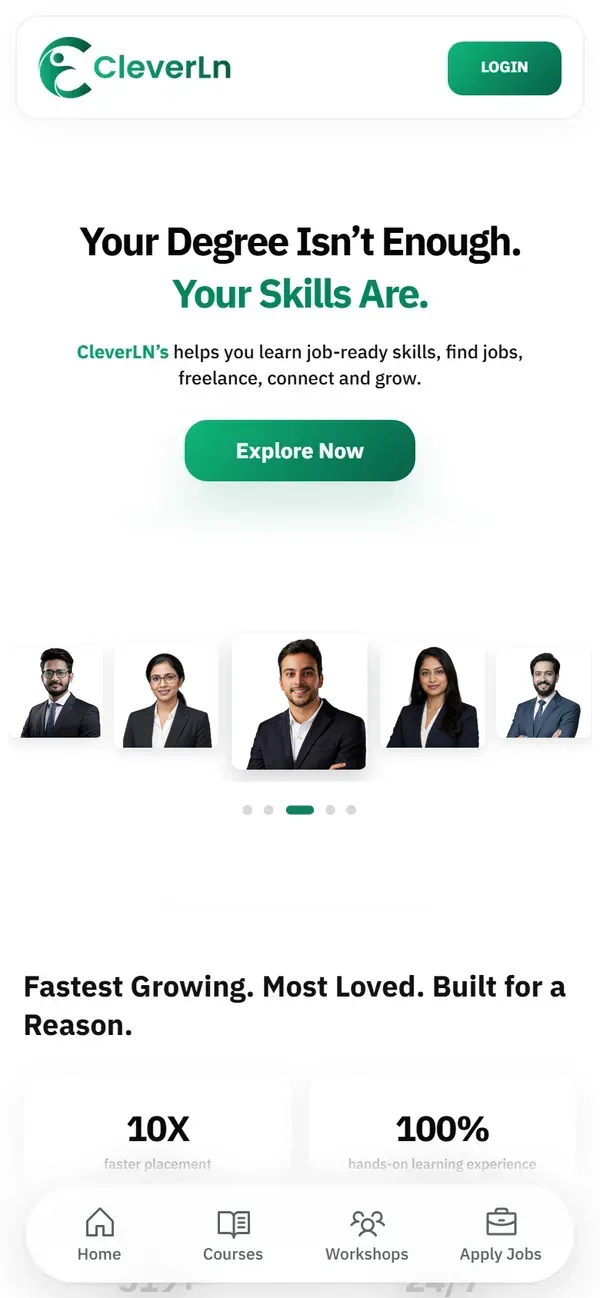 CleverLn
LOGIN
Your Degree Isn’t Enough.
Your Skills Are.
CleverLN’s helps you learn job-ready skills, find jobs,
freelance, connect and grow.
Explore Now
Fastest Growing. Most Loved. Built for a
Reason.
10X
100%
faster placement
hands-on learning experience
24/7
Home
Courses
Workshops
Apply Jobs